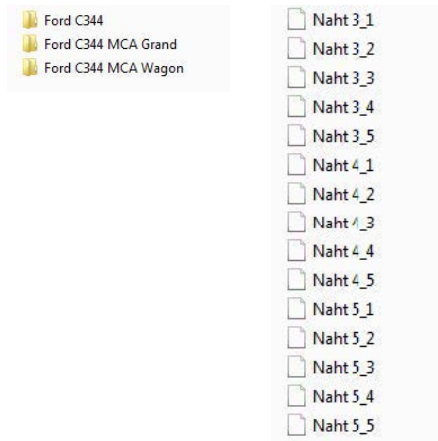 Ford C344
Ford C344 MCA Grand
Ford C344 MCA Wagon
Naht 3_1
Naht 3_2
Naht 3_3
Naht 3_4
Naht 3_5
Naht 4_1
Naht 4_2
Naht 4_3
Naht 4_4
Naht 4_5
Naht 5_1
Naht 5_2
Naht 5_3
Naht 5_4
Naht 5_5